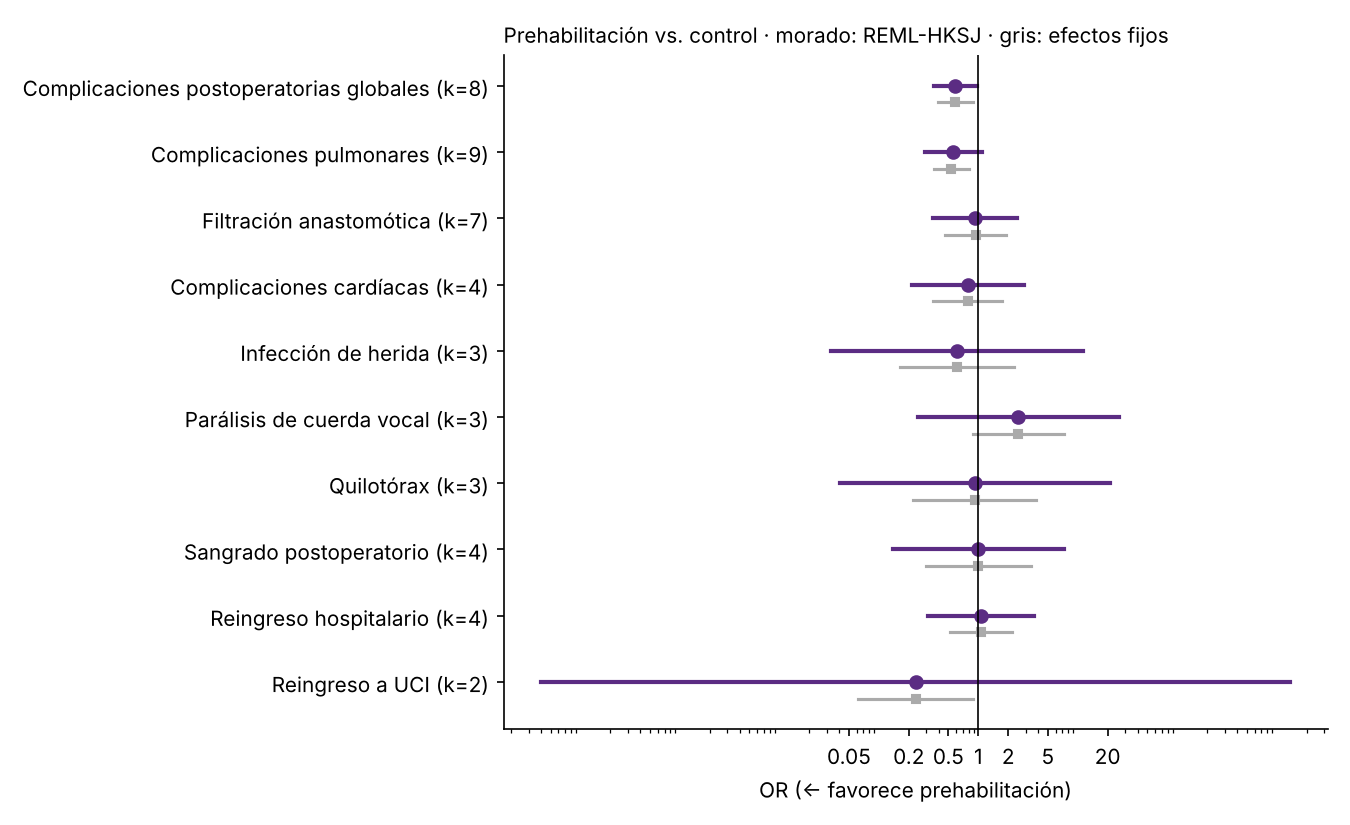 Prehabilitación vs. control · morado: REML-HKSJ · gris: efectos fijos
Complicaciones postoperatorias globales (k=8)
Complicaciones pulmonares (k=9)
Filtración anastomótica (k=7)
Complicaciones cardíacas (k=4)
Infección de herida (k=3)
Parálisis de cuerda vocal (k=3)
Quilotórax (k=3)
Sangrado postoperatorio (k=4)
Reingreso hospitalario (k=4)
Reingreso a UCI (k=2)
0.05 0.2 0.5 1 2 5 20
OR (← favorece prehabilitación)